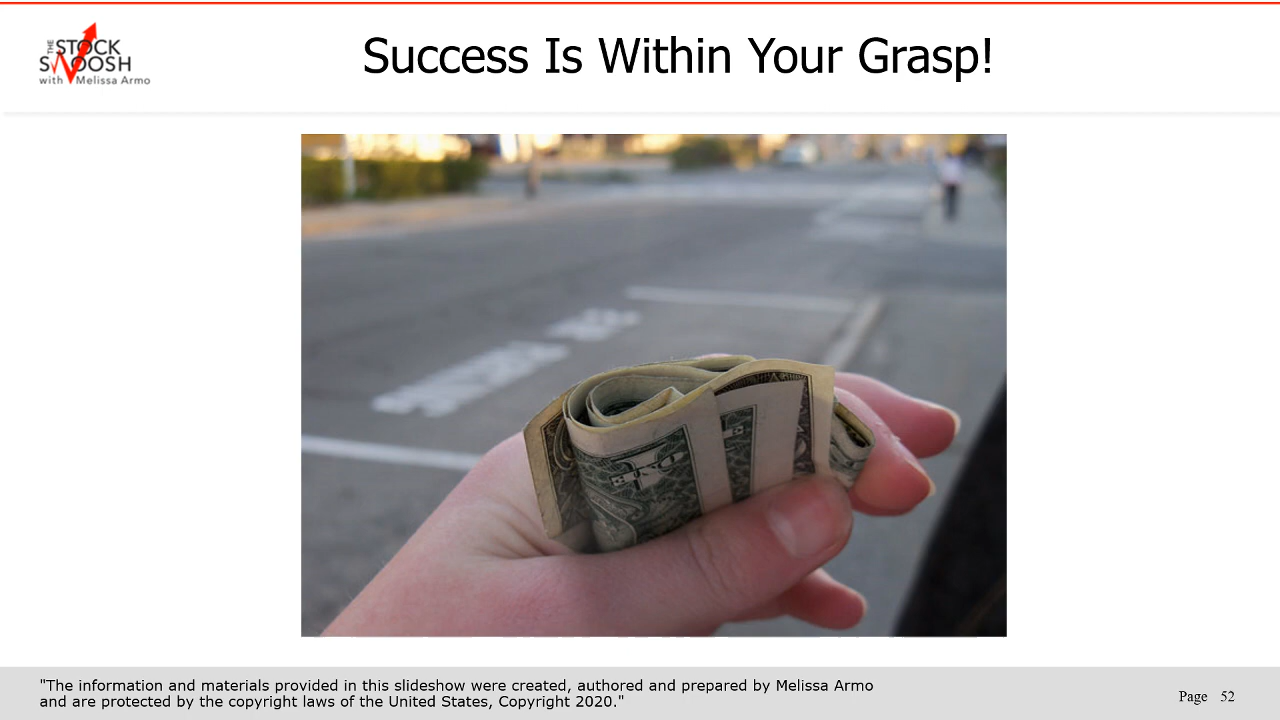 THE
STOCK
SWOOSH
with Melissa Armo
Success Is Within Your Grasp!
"The information and materials provided in this slideshow were created, authored and prepared by Melissa Armo
and are protected by the copyright laws of the United States, Copyright 2020."
Page 52